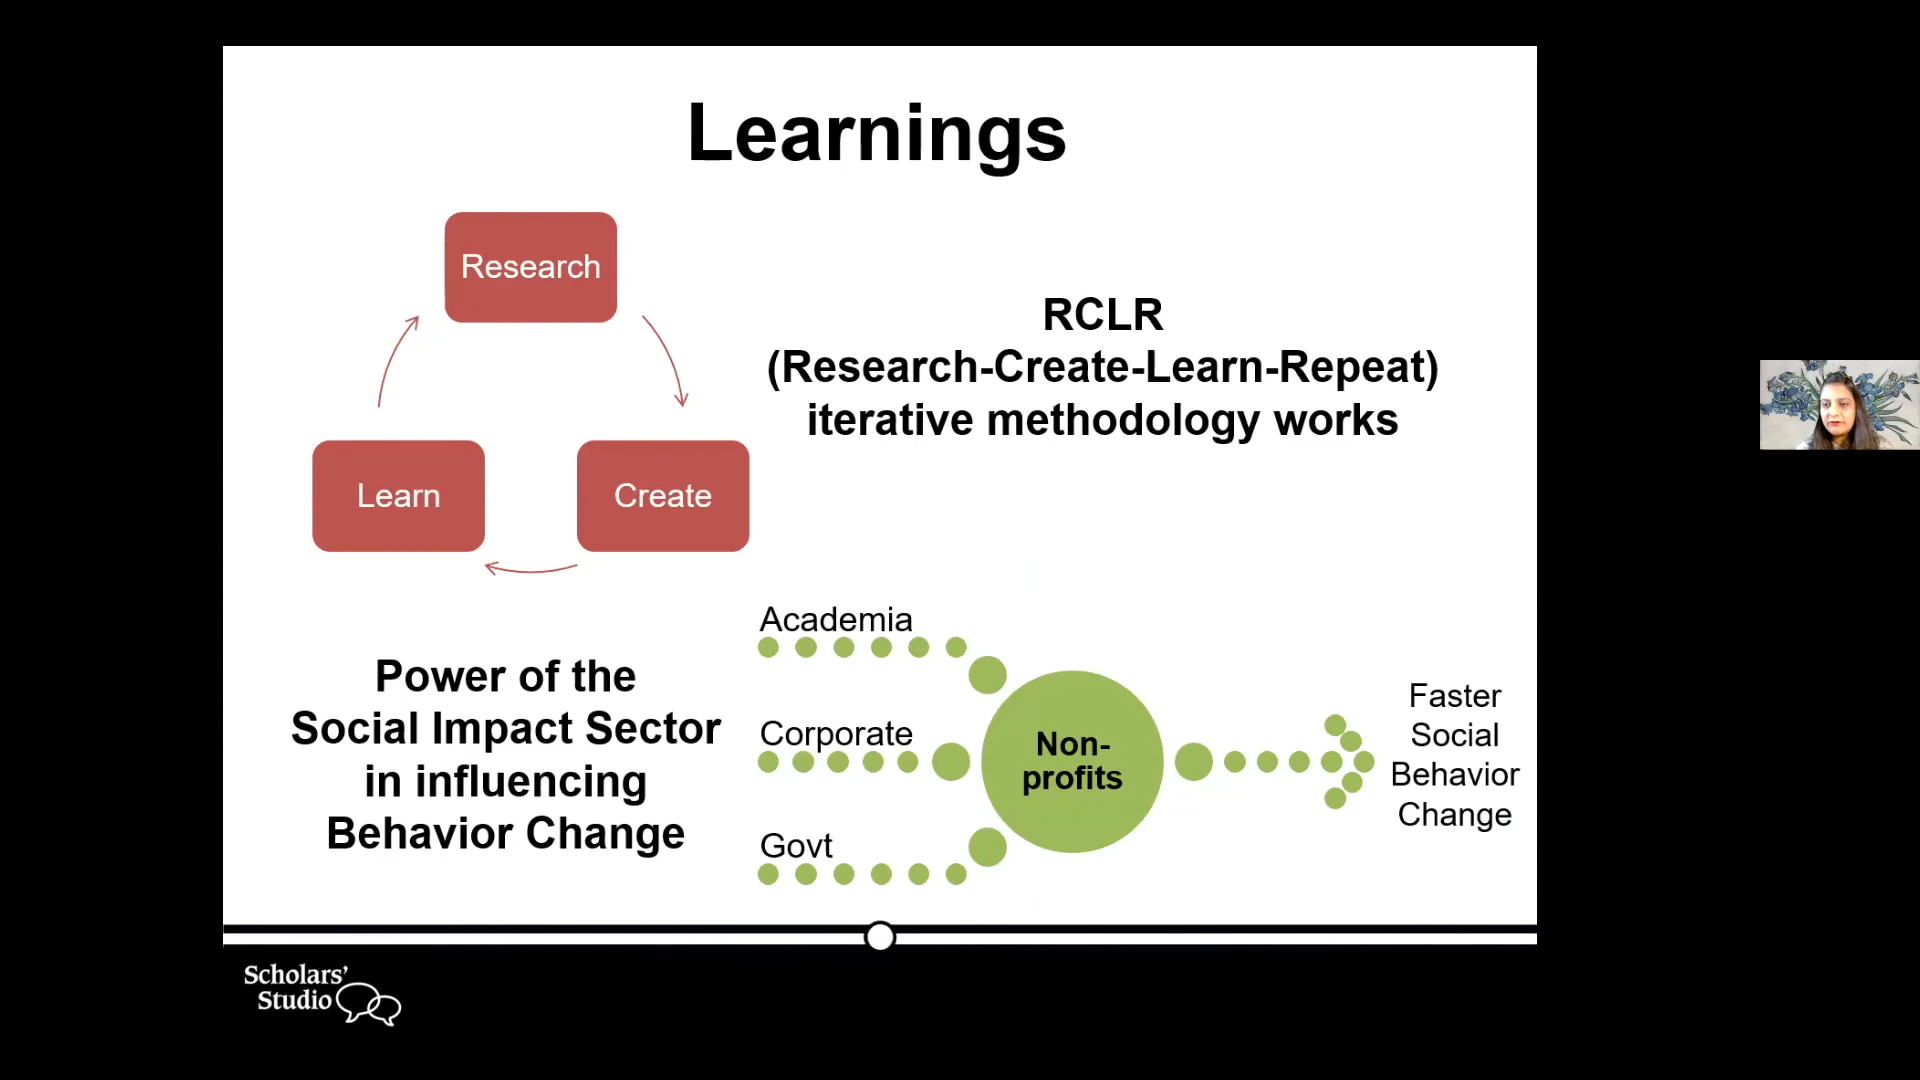 Learnings
Research
Learn
Create
RCLR
(Research-Create-Learn-Repeat)
iterative methodology works
Power of the
Social Impact Sector
in influencing
Behavior Change
Academia
Corporate
Govt
Non-
profits
Faster
Social
Behavior
Change
Scholars’
Studio